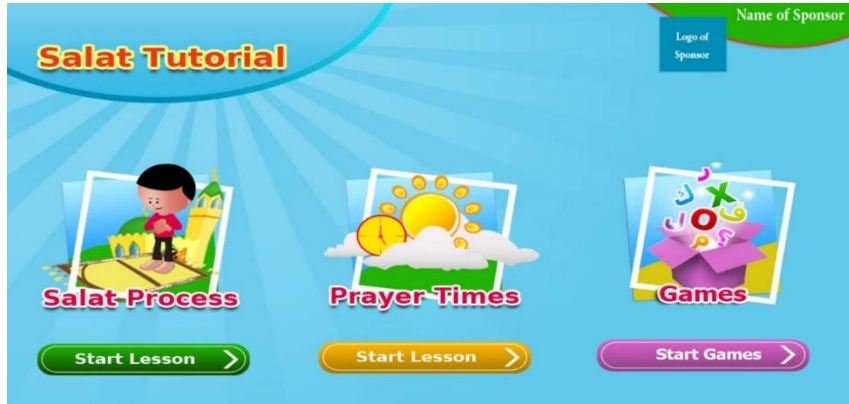 Name of Sponsor
Logo of
Sponsor
Salat Tutorial
Salat Process
Prayer Times
Games
Start Lesson
Start Lesson
Start Games